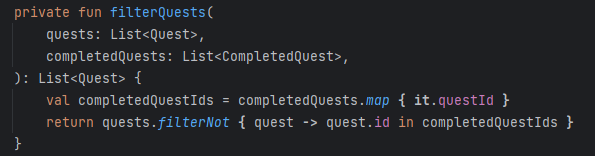 private fun filterQuests(
    quests: List<Quest>,
    completedQuests: List<CompletedQuest>,
): List<Quest> {
    val completedQuestIds = completedQuests.map { it.questId }
    return quests.filterNot { quest -> quest.id in completedQuestIds }
}